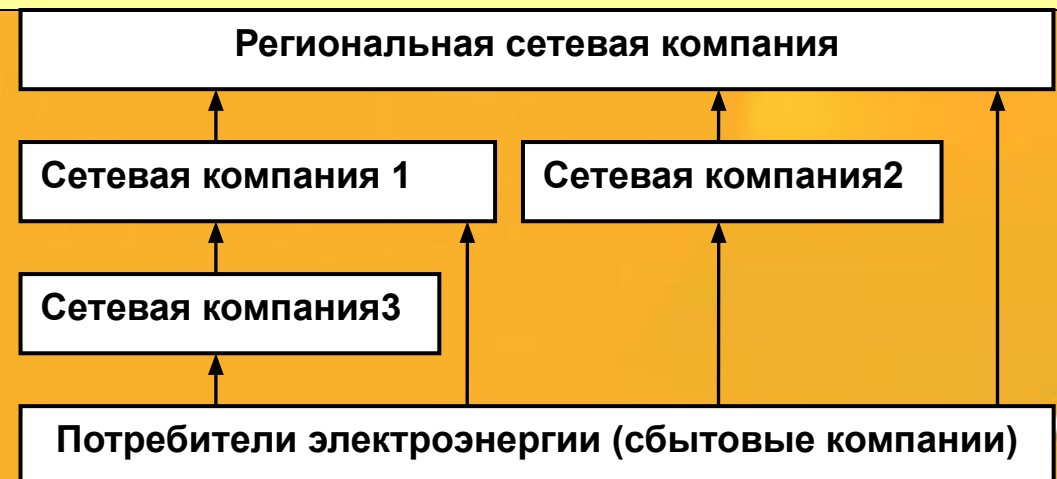 Региональная сетевая компания
Сетевая компания 1
Сетевая компания2
Сетевая компания3
Потребители электроэнергии (сбытовые компании)